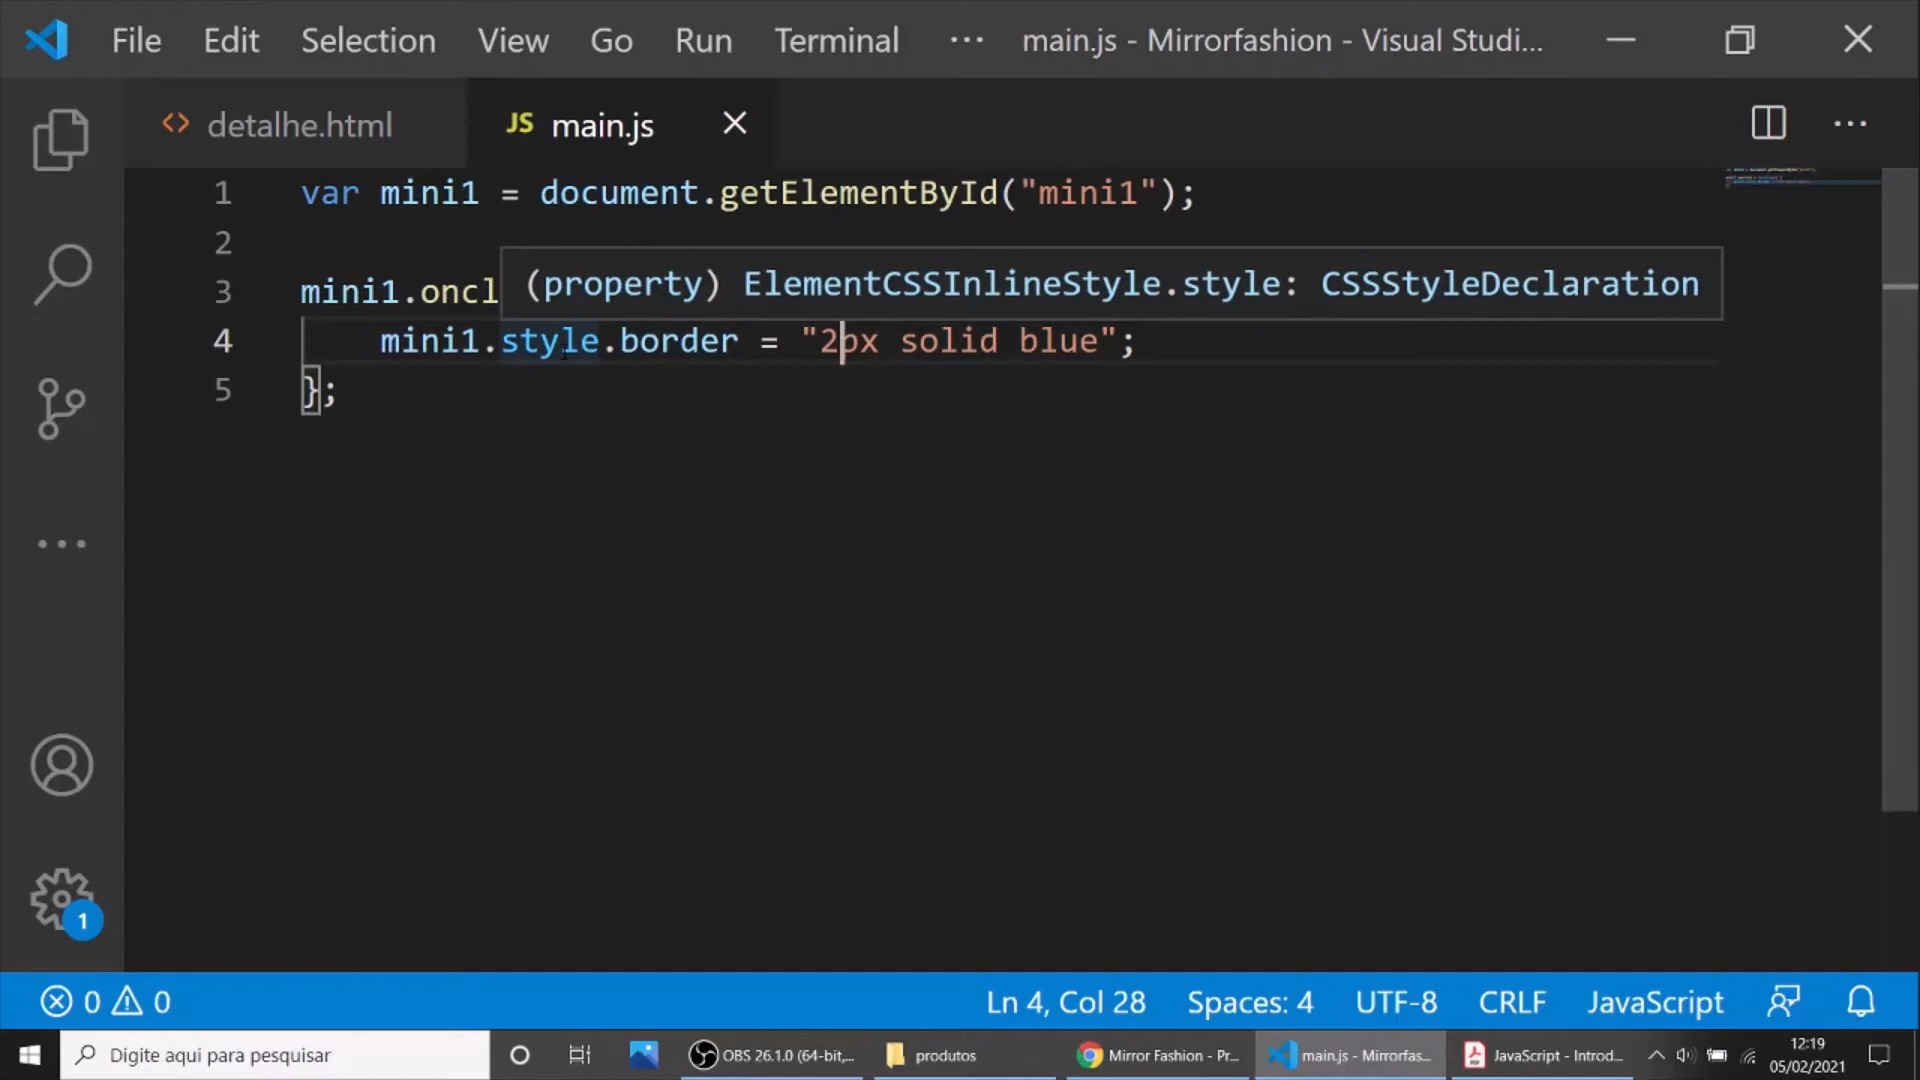 File Edit Selection View Go Run Terminal ··· main.js - Mirrorfashion - Visual Studi...
<> detalhe.html JS main.js
1 var mini1 = document.getElementById("mini1");
2
(property) ElementCSSInlineStyle.style: CSSStyleDeclaration
3 mini1.oncl
4 mini1.style.border = "2px solid blue";
5 };
1
0 0 Ln 4, Col 28 Spaces: 4 UTF-8 CRLF JavaScript
Digite aqui para pesquisar OBS 26.1.0 (64-bit,... produtos Mirror Fashion - Pr... main.js - Mirrorfas... JavaScript - Introd... 12:19
05/02/2021